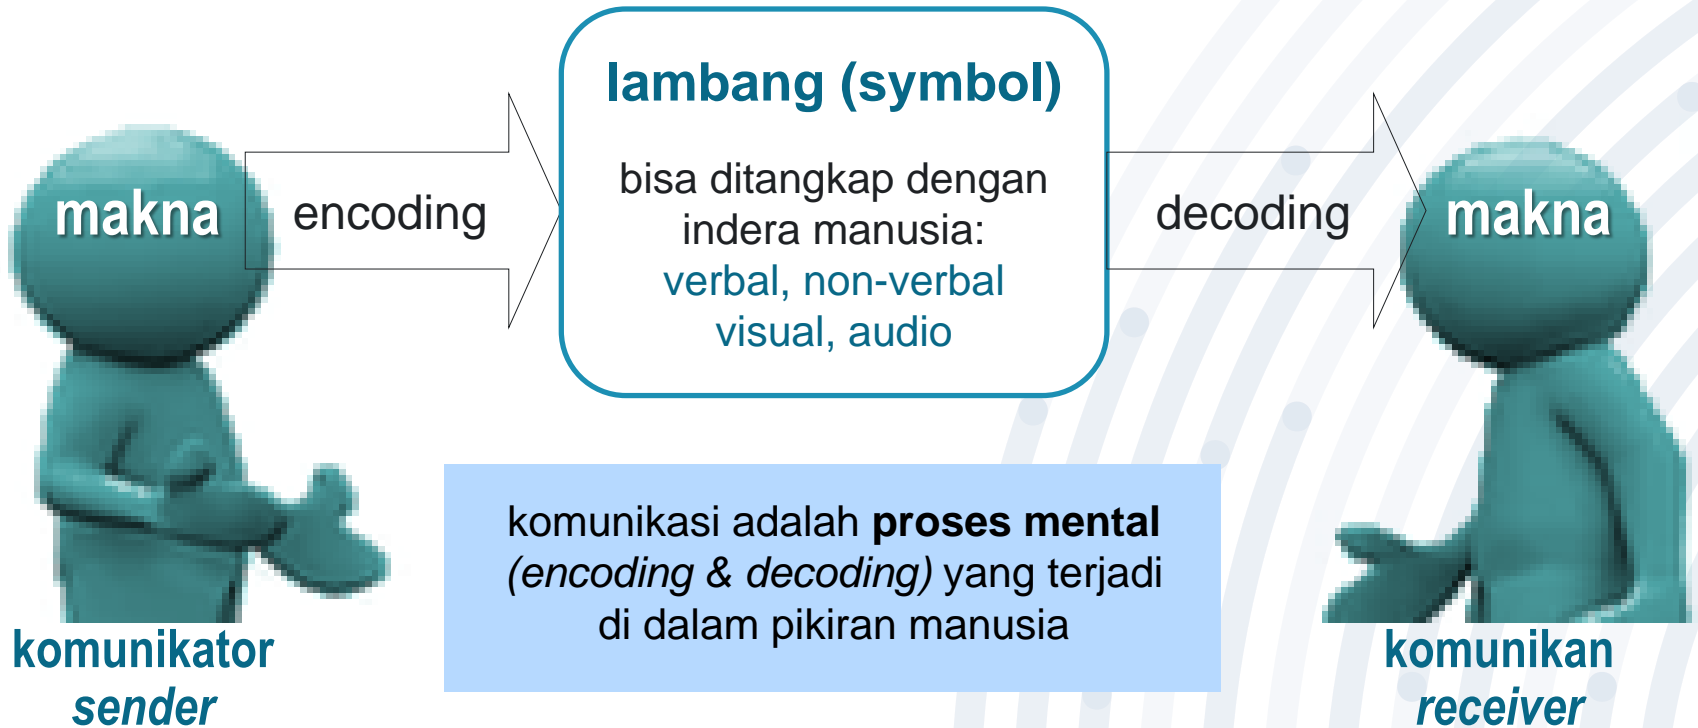 lambang (symbol)
bisa ditangkap dengan
indera manusia:
verbal, non-verbal
visual, audio
makna
encoding
decoding
makna
komunikasi adalah proses mental
(encoding & decoding) yang terjadi
di dalam pikiran manusia
komunikator
sender
komunikan
receiver